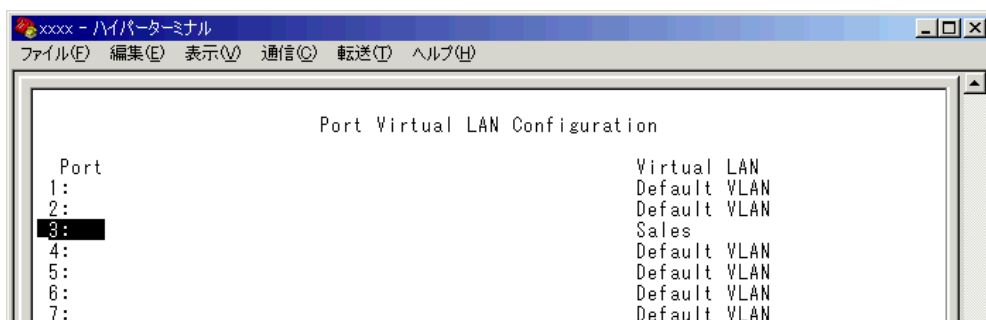 xxxx - ハイパーターミナル
ファイル(F) 編集(E) 表示(V) 通信(C) 転送(T) ヘルプ(H)
Port Virtual LAN Configuration
Port Virtual LAN
1: Default VLAN
2: Default VLAN
3: Sales
4: Default VLAN
5: Default VLAN
6: Default VLAN
7: Default VLAN